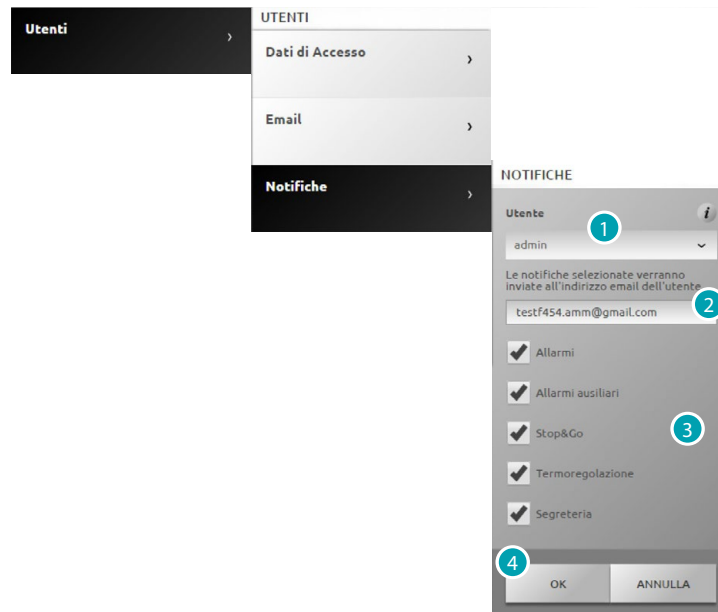 Utenti
UTENTI
Dati di Accesso
Email
Notifiche
NOTIFICHE
Utente
i
1
admin
Le notifiche selezionate verranno
inviate all'indirizzo email dell'utente
2
testf454.amm@gmail.com
Allarmi
Allarmi ausiliari
Stop&Go
3
Termoregolazione
Segreteria
4
OK
ANNULLA